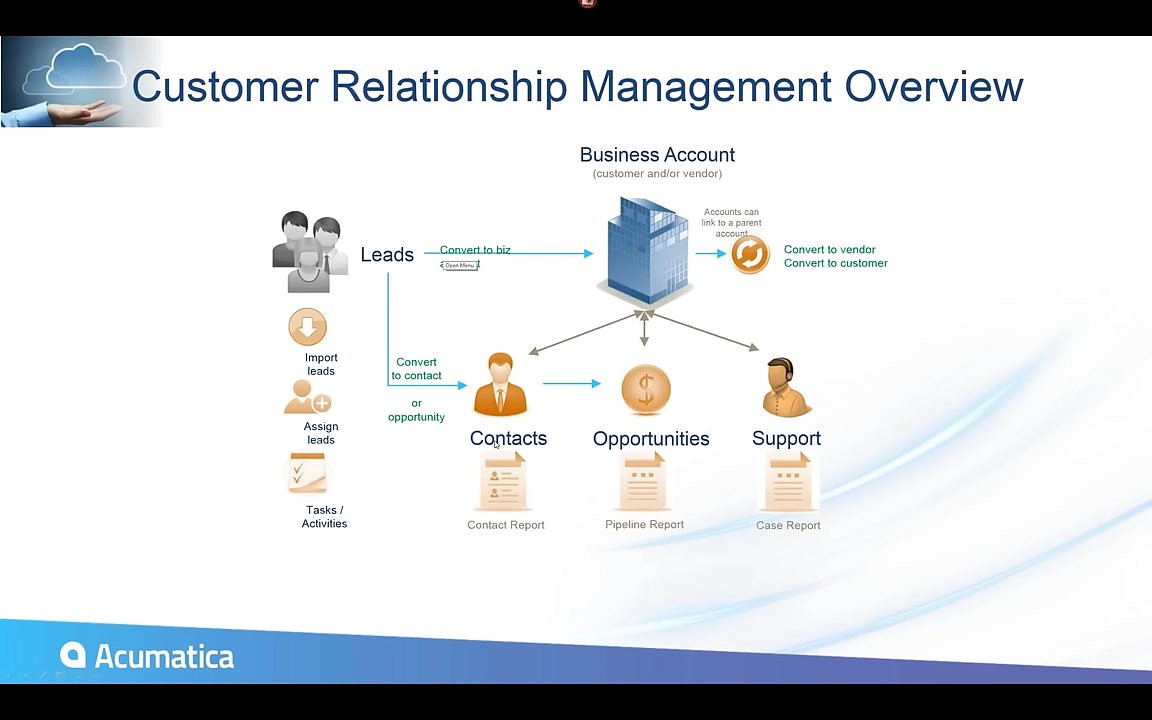 Customer Relationship Management Overview
Business Account
(customer and/or vendor)
Accounts can
link to a parent
account
Leads
Convert to biz
Open Menu
Convert to vendor
Convert to customer
Import
leads
Assign
leads
Tasks /
Activities
Convert
to contact
or
opportunity
Contacts
Opportunities
Support
Contact Report
Pipeline Report
Case Report
Acumatica